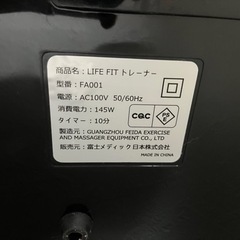 商品名：LIFE FIT トレーナー
型番：FA001
電源：AC100V 50/60Hz
消費電力：145W
タイマー：10分
CQC
製造元：GUANGZHOU FEIDA EXERCISE
AND MASSAGER EQUIPMENT CO., LTD
販売元：富士メディック日本株式会社
MADE IN CHINA